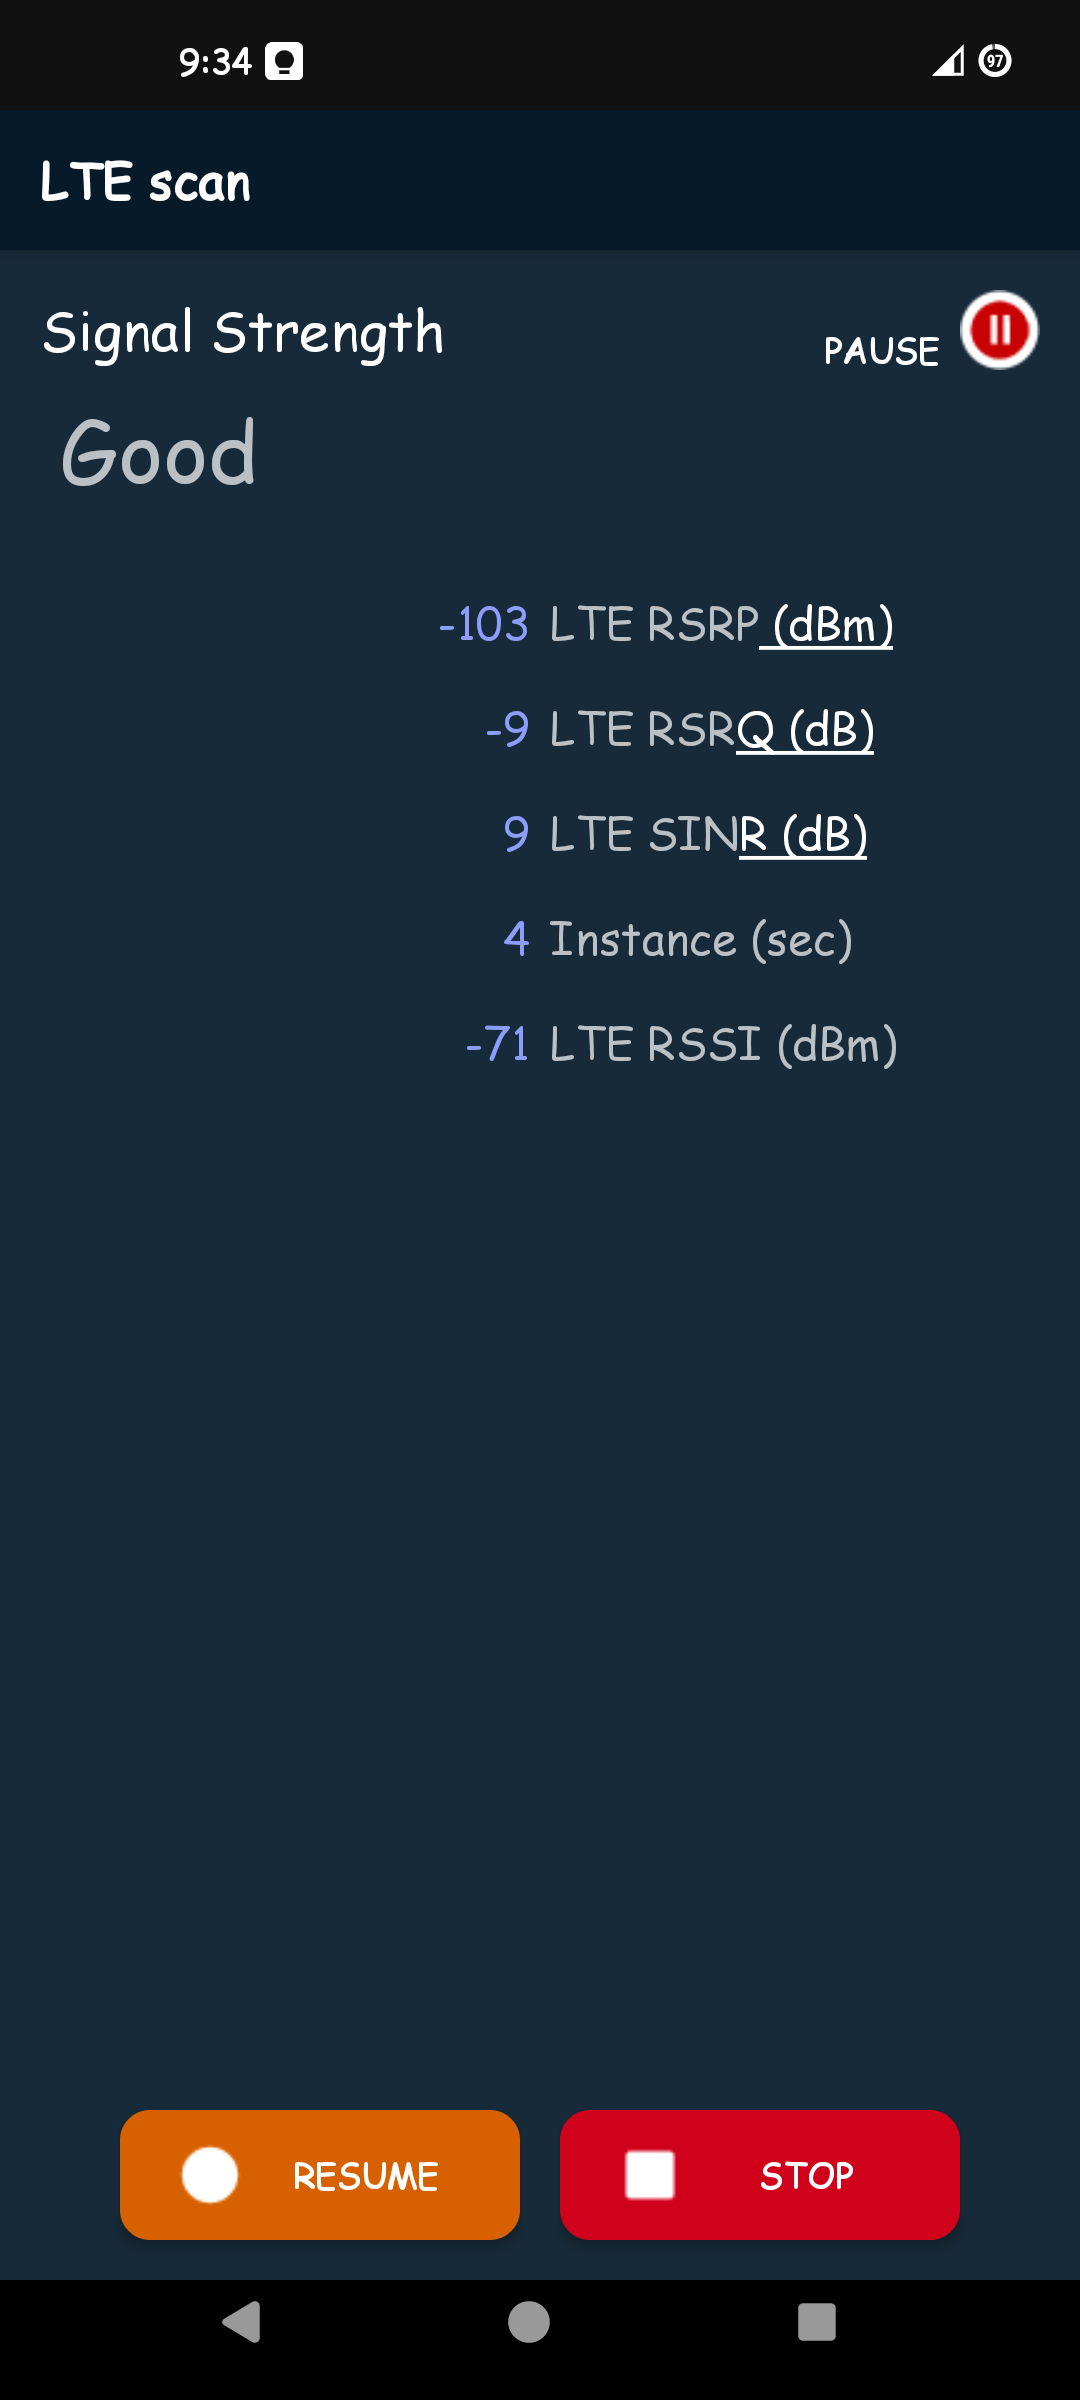 9:34
97
LTE scan
Signal Strength
PAUSE
Good
-103 LTE RSRP (dBm)
-9 LTE RSRQ (dB)
9 LTE SINR (dB)
4 Instance (sec)
-71 LTE RSSI (dBm)
RESUME
STOP